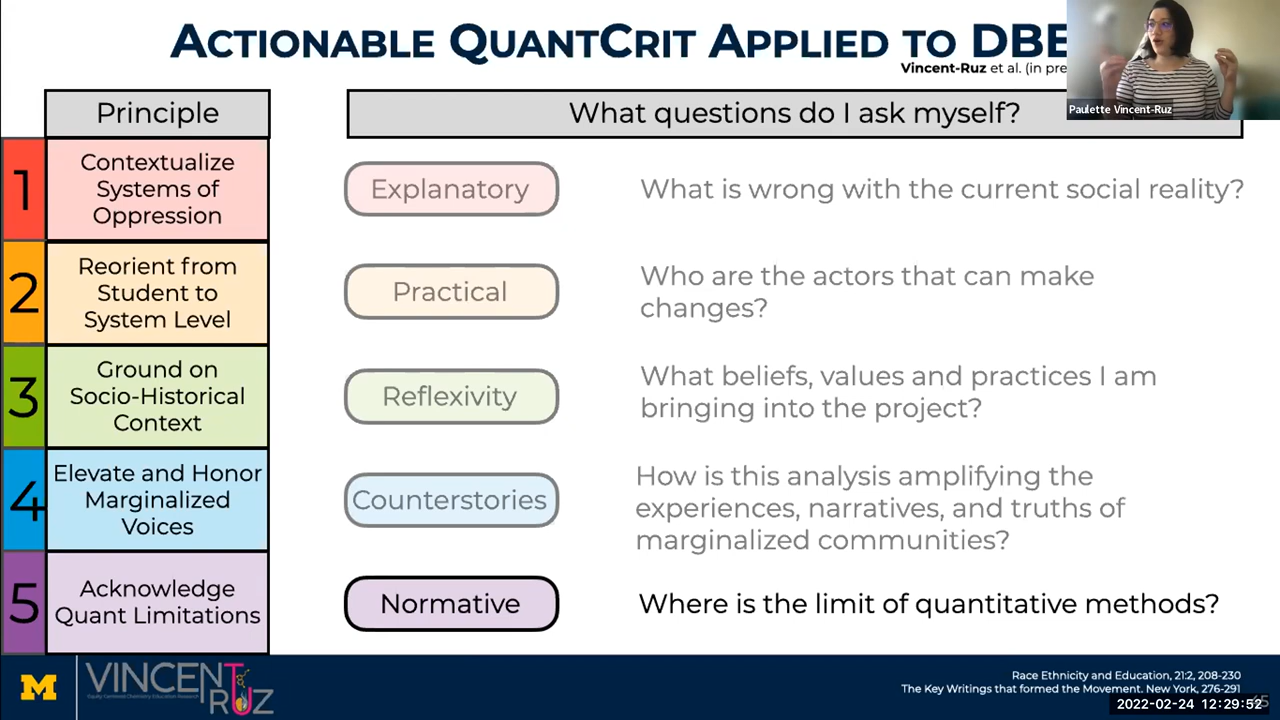 ACTIONABLE QUANTCRIT APPLIED TO DBE
Vincent-Ruz et al. (in pre
Paulette Vincent-Ruz
Principle
What questions do I ask myself?
1
Contextualize
Systems of
Oppression
Explanatory
What is wrong with the current social reality?
2
Reorient from
Student to
System Level
Practical
Who are the actors that can make
changes?
3
Ground on
Socio-Historical
Context
Reflexivity
What beliefs, values and practices I am
bringing into the project?
4
Elevate and Honor
Marginalized
Voices
Counterstories
How is this analysis amplifying the
experiences, narratives, and truths of
marginalized communities?
5
Acknowledge
Quant Limitations
Normative
Where is the limit of quantitative methods?
M
VINCENT
RUZ
Equity Centered Chemistry Education Research
Race Ethnicity and Education, 21:2, 208-230
The Key Writings that formed the Movement. New York, 276-291
2022-02-24 12:29:52